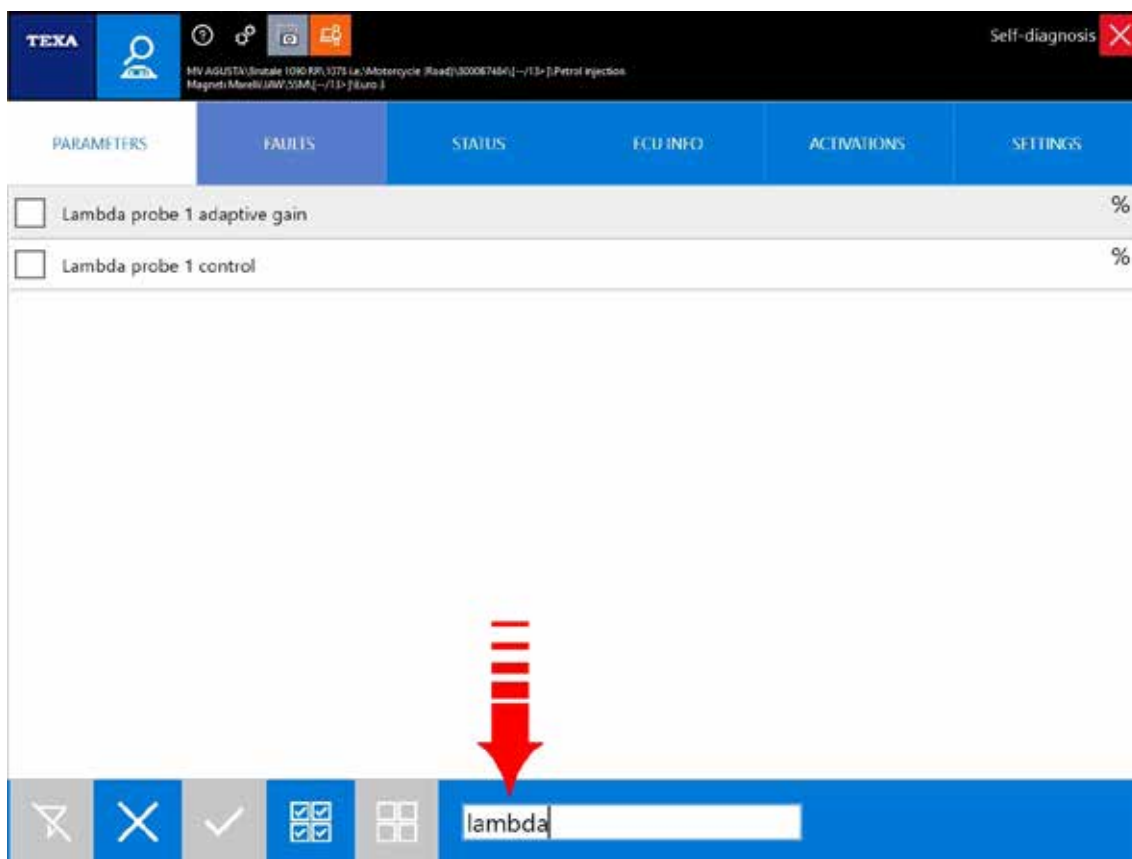 TEXA
Self-diagnosis
MV AGUSTA\Brutale 1090 RR\1078 i.e.\Motorcycle (Road)\[--/13>]\Petrol injection
Magneti Marelli\IAW\5SM\[--/13>]\Euro 3
PARAMETERS FAULTS STATUS ECU INFO ACTIVATIONS SETTINGS
Lambda probe 1 adaptive gain %
Lambda probe 1 control %
lambda